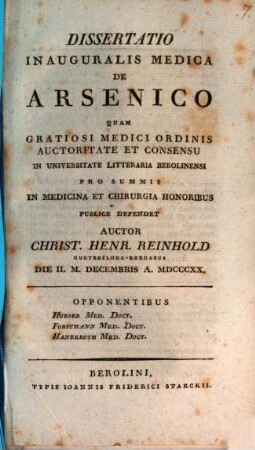 DISSERTATIO
INAUGURALIS MEDICA
DE
ARSENICO
QUAM
GRATIOSI MEDICI ORDINIS
AUCTORITATE ET CONSENSU
IN UNIVERSITATE LITTERARIA BEROLINENSI
PRO SUMMIS
IN MEDICINA ET CHIRURGIA HONORIBUS
PUBLICE DEFENDET
AUCTOR
CHRIST. HENR. REINHOLD
DIE II. M. DECEMBRIS A. MDCCCXX.
OPPONENTIBUS
MED. DOCT.
FORSTMANN MED. DOCT.
MED. DOCT.
BEROLINI,
TYPIS IOANNIS FRIDERICI STARCKII.